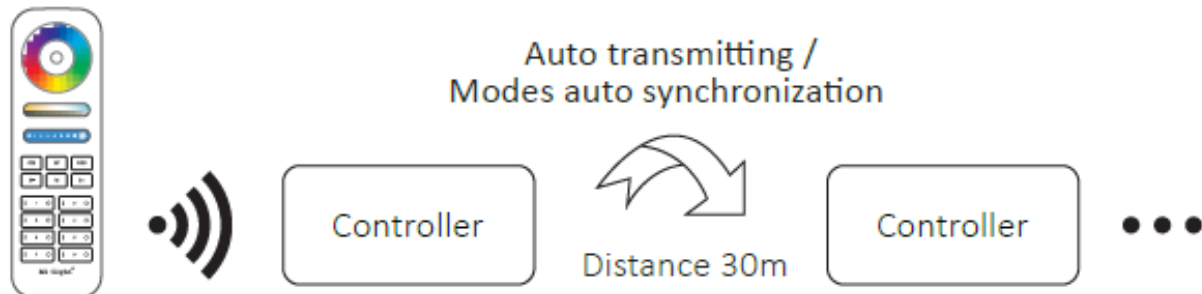 Auto transmitting /
Modes auto synchronization
Controller
Distance 30m
Controller